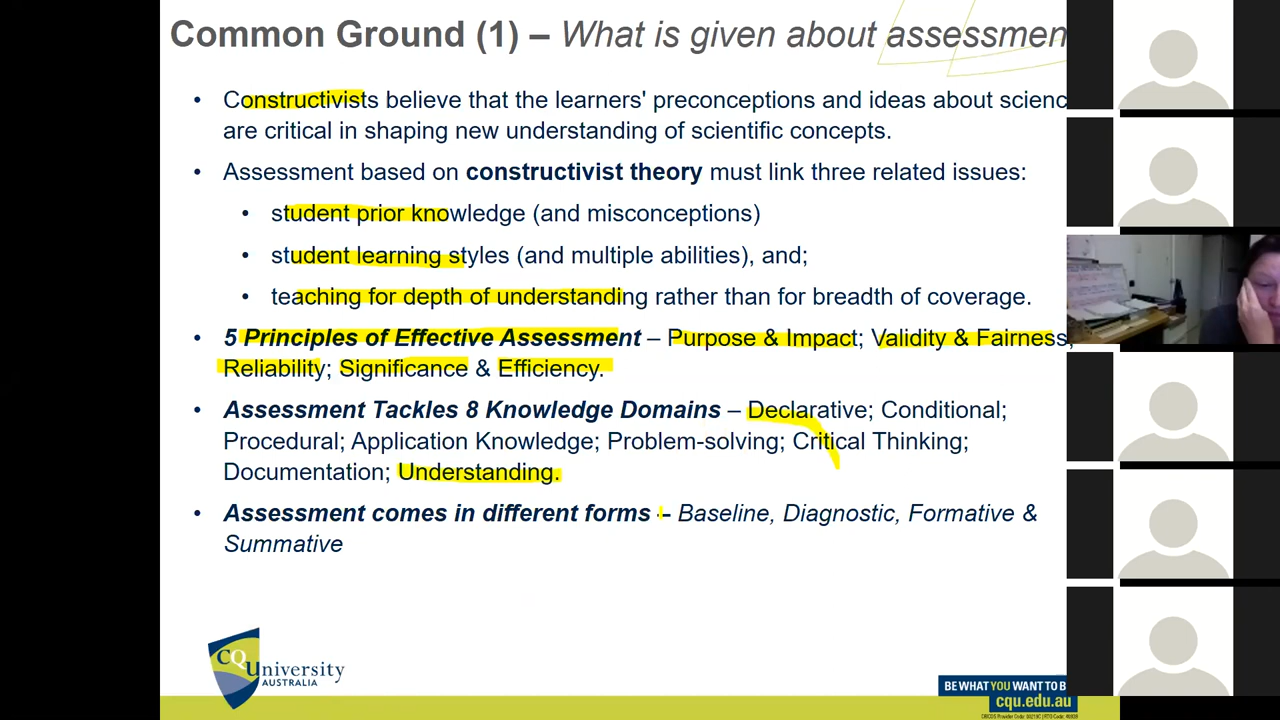 Common Ground (1) – What is given about assessmen
• Constructivists believe that the learners' preconceptions and ideas about scienc
are critical in shaping new understanding of scientific concepts.
• Assessment based on constructivist theory must link three related issues:
• student prior knowledge (and misconceptions)
• student learning styles (and multiple abilities), and;
• teaching for depth of understanding rather than for breadth of coverage.
• 5 Principles of Effective Assessment – Purpose & Impact; Validity & Fairness;
Reliability; Significance & Efficiency.
• Assessment Tackles 8 Knowledge Domains – Declarative; Conditional;
Procedural; Application Knowledge; Problem-solving; Critical Thinking;
Documentation; Understanding.
• Assessment comes in different forms – Baseline, Diagnostic, Formative &
Summative
CQUniversity
AUSTRALIA
BE WHAT YOU WANT TO B
cqu.edu.au